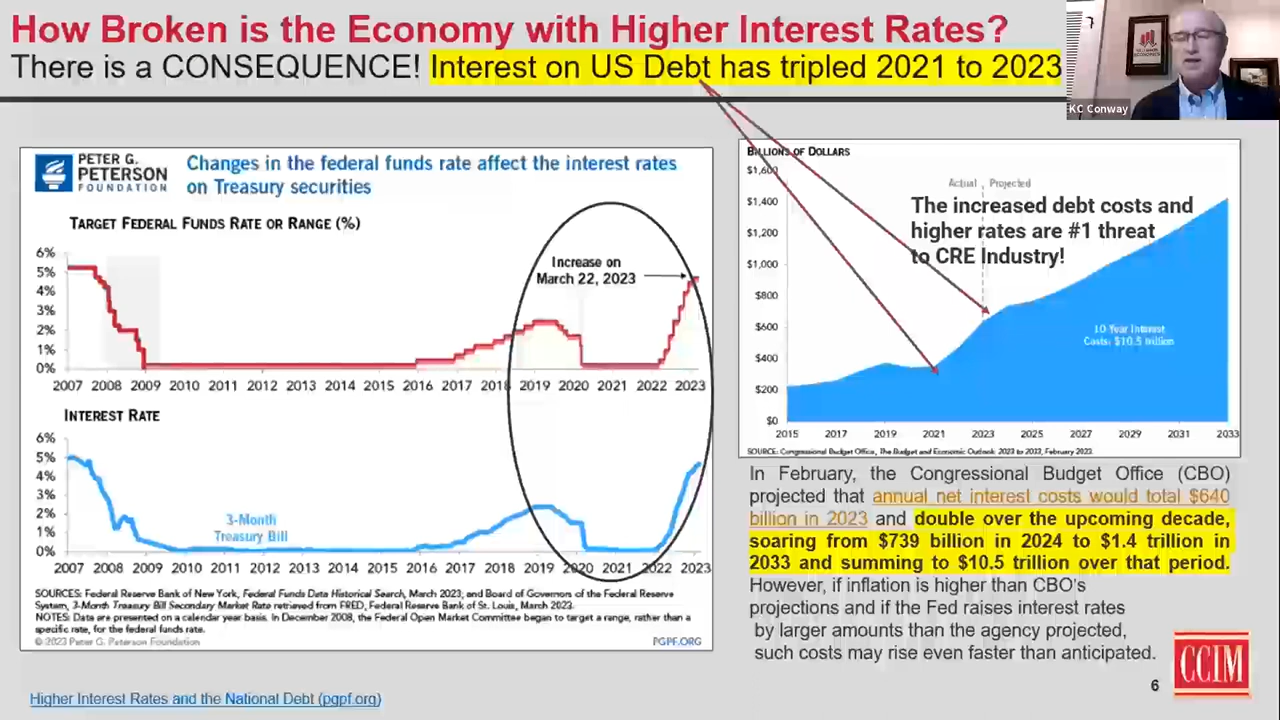 How Broken is the Economy with Higher Interest Rates?
There is a CONSEQUENCE! Interest on US Debt has tripled 2021 to 2023
KC Conway
PETER G.
PETERSON
FOUNDATION
Changes in the federal funds rate affect the interest rates
on Treasury securities
TARGET FEDERAL FUNDS RATE OR RANGE (%)
6%
5%
4%
3%
2%
1%
0%
Increase on
March 22, 2023
2007 2008 2009 2010 2011 2012 2013 2014 2015 2016 2017 2018 2019 2020 2021 2022 2023
INTEREST RATE
6%
5%
4%
3%
2%
1%
0%
3-Month
Treasury Bill
2007 2008 2009 2010 2011 2012 2013 2014 2015 2016 2017 2018 2019 2020 2021 2022 2023
SOURCES: Federal Reserve Bank of New York, Federal Funds Data Historical Search, March 2023; and Board of Governors of the Federal Reserve
System, 3-Month Treasury Bill Secondary Market Rate retrieved from FRED, Federal Reserve Bank of St. Louis, March 2023.
NOTES: Data are presented on a calendar year basis. In December 2008, the Federal Open Market Committee began to target a range, rather than a
specific rate, for the federal funds rate.
© 2023 Peter G. Peterson Foundation
PGPF.ORG
BILLIONS OF DOLLARS
$1,600
$1,400
$1,200
$1,000
$800
$600
$400
$200
$0
Actual Projected
The increased debt costs and
higher rates are #1 threat
to CRE Industry!
10 Year Interest
Costs: $10.5 trillion
2015 2017 2019 2021 2023 2025 2027 2029 2031 2033
SOURCE: Congressional Budget Office, The Budget and Economic Outlook: 2023 to 2033, February 2023.
In February, the Congressional Budget Office (CBO)
projected that annual net interest costs would total $640
billion in 2023 and double over the upcoming decade,
soaring from $739 billion in 2024 to $1.4 trillion in
2033 and summing to $10.5 trillion over that period.
However, if inflation is higher than CBO's
projections and if the Fed raises interest rates
by larger amounts than the agency projected,
such costs may rise even faster than anticipated.
6
CCIM
Higher Interest Rates and the National Debt (pgpf.org)